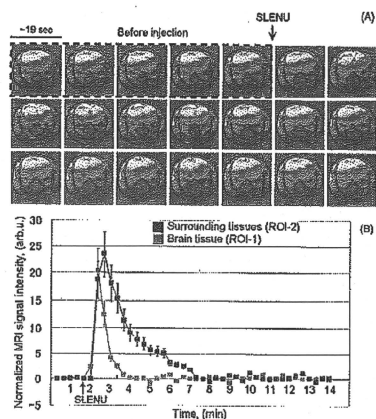 SLENU
(A)
~19 sec
Before injection
(B)
Normalized MRI signal intensity, (arb.u.)
30
25
20
15
10
5
0
−5
Surrounding tissues (ROI-2)
Brain tissue (ROI-1)
1 2 3 4 5 6 7 8 9 10 11 12 13 14
SLENU
Time, (min)